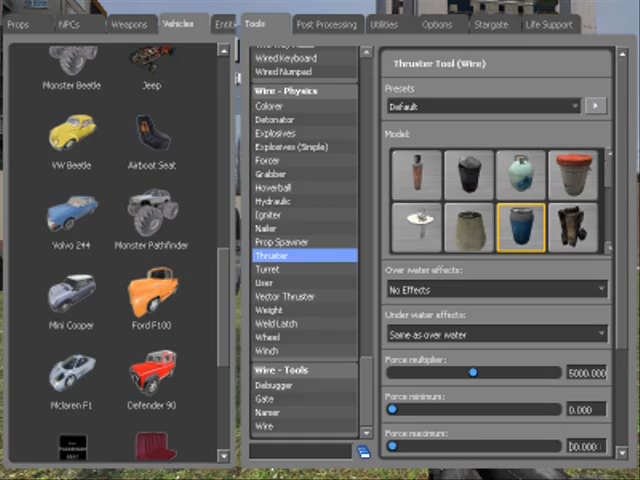 Props NPCs Weapons Vehicles Entiti
Monster Beetle Jeep
VW Beetle Airboat Seat
Volvo 244 Monster Pathfinder
Mini Cooper Ford F100
Mclaren F1 Defender 90
Tools Post Processing Utilities Options Stargate Life Support
Wired Keyboard
Wired Numpad
Wire - Physics
Colorer
Detonator
Explosives
Explosives (Simple)
Forcer
Grabber
Hoverball
Hydraulic
Igniter
Nailer
Prop Spawner
Thruster
Turret
User
Vector Thruster
Weight
Weld Latch
Wheel
Winch
Wire - Tools
Debugger
Gate
Namer
Wire
Thruster Tool (Wire)
Presets
Default
Model:
Over water effects:
No Effects
Under water effects:
Same as over water
Force multiplier:
5000.000
Force minimum:
0.000
Force maximum: